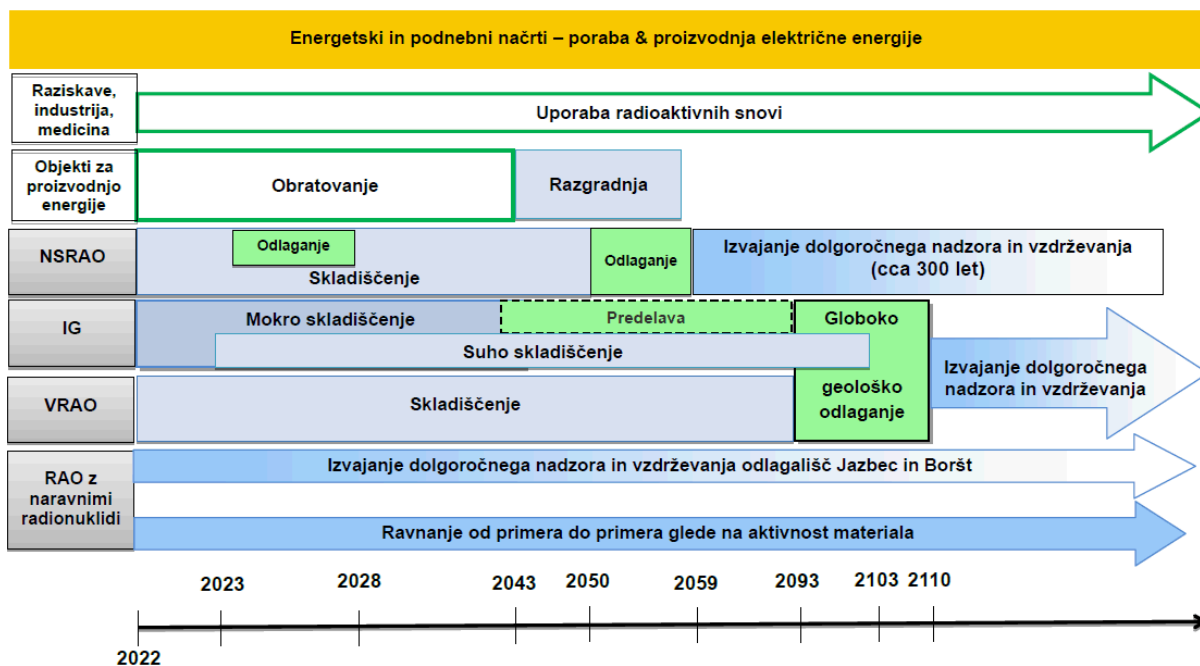 Energetski in podnebni načrti – poraba & proizvodnja električne energije
Raziskave,
industrija,
medicina
Uporaba radioaktivnih snovi
Objekti za
proizvodnjo
energije
Obratovanje
Razgradnja
NSRAO
Odlaganje
Skladiščenje
Odlaganje
Izvajanje dolgoročnega nadzora in vzdrževanja
(cca 300 let)
IG
Mokro skladiščenje
Predelava
Suho skladiščenje
Globoko
geološko
odlaganje
Izvajanje dolgoročnega
nadzora in vzdrževanja
VRAO
Skladiščenje
RAO z
naravnimi
radionuklidi
Izvajanje dolgoročnega nadzora in vzdrževanja odlagališč Jazbec in Boršt
Ravnanje od primera do primera glede na aktivnost materiala
2023
2028
2043
2050
2059
2093
2103
2110
2022